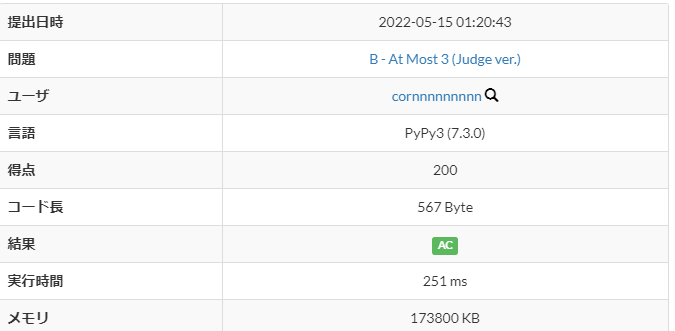 提出日時 2022-05-15 01:20:43
問題 B - At Most 3 (Judge ver.)
ユーザ cornnnnnnnnn
言語 PyPy3 (7.3.0)
得点 200
コード長 567 Byte
結果 AC
実行時間 251 ms
メモリ 173800 KB